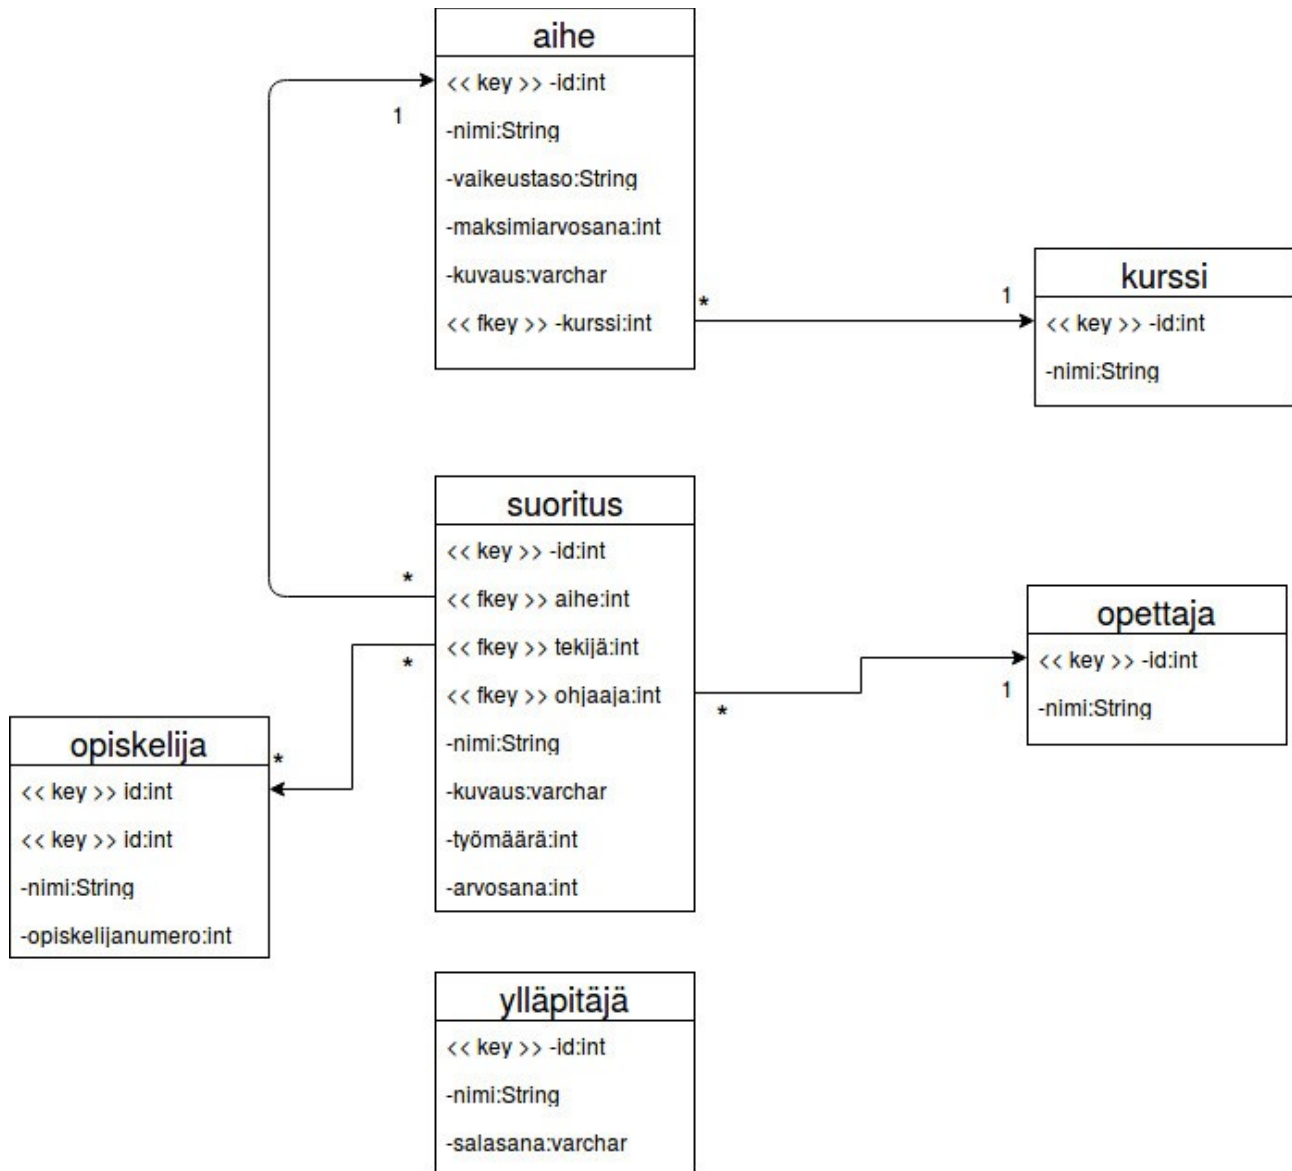 aihe
<< key >> -id:int
-nimi:String
-vaikeustaso:String
-maksimiarvosana:int
-kuvaus:varchar
<< fkey >> -kurssi:int
1
*
1
kurssi
<< key >> -id:int
-nimi:String
suoritus
<< key >> -id:int
<< fkey >> aihe:int
<< fkey >> tekijä:int
<< fkey >> ohjaaja:int
-nimi:String
-kuvaus:varchar
-työmäärä:int
-arvosana:int
*
*
*
1
opettaja
<< key >> -id:int
-nimi:String
*
opiskelija
<< key >> id:int
<< key >> id:int
-nimi:String
-opiskelijanumero:int
ylläpitäjä
<< key >> -id:int
-nimi:String
-salasana:varchar